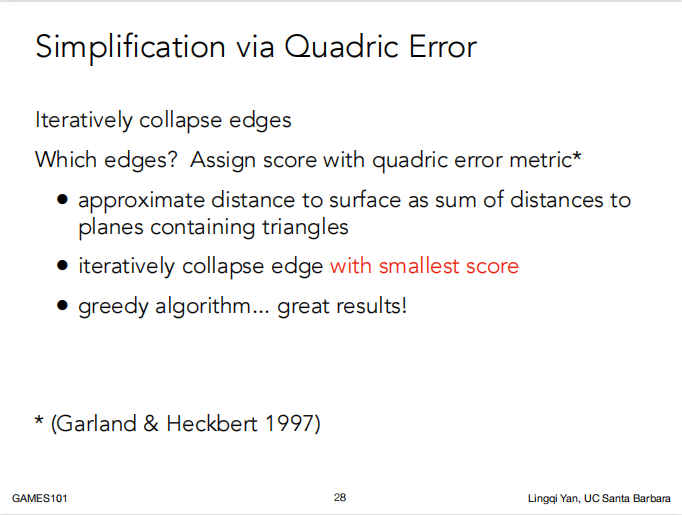 Simplification via Quadric Error
Iteratively collapse edges
Which edges? Assign score with quadric error metric*
• approximate distance to surface as sum of distances to
planes containing triangles
• iteratively collapse edge with smallest score
• greedy algorithm... great results!
* (Garland & Heckbert 1997)
GAMES101 28 Lingqi Yan, UC Santa Barbara